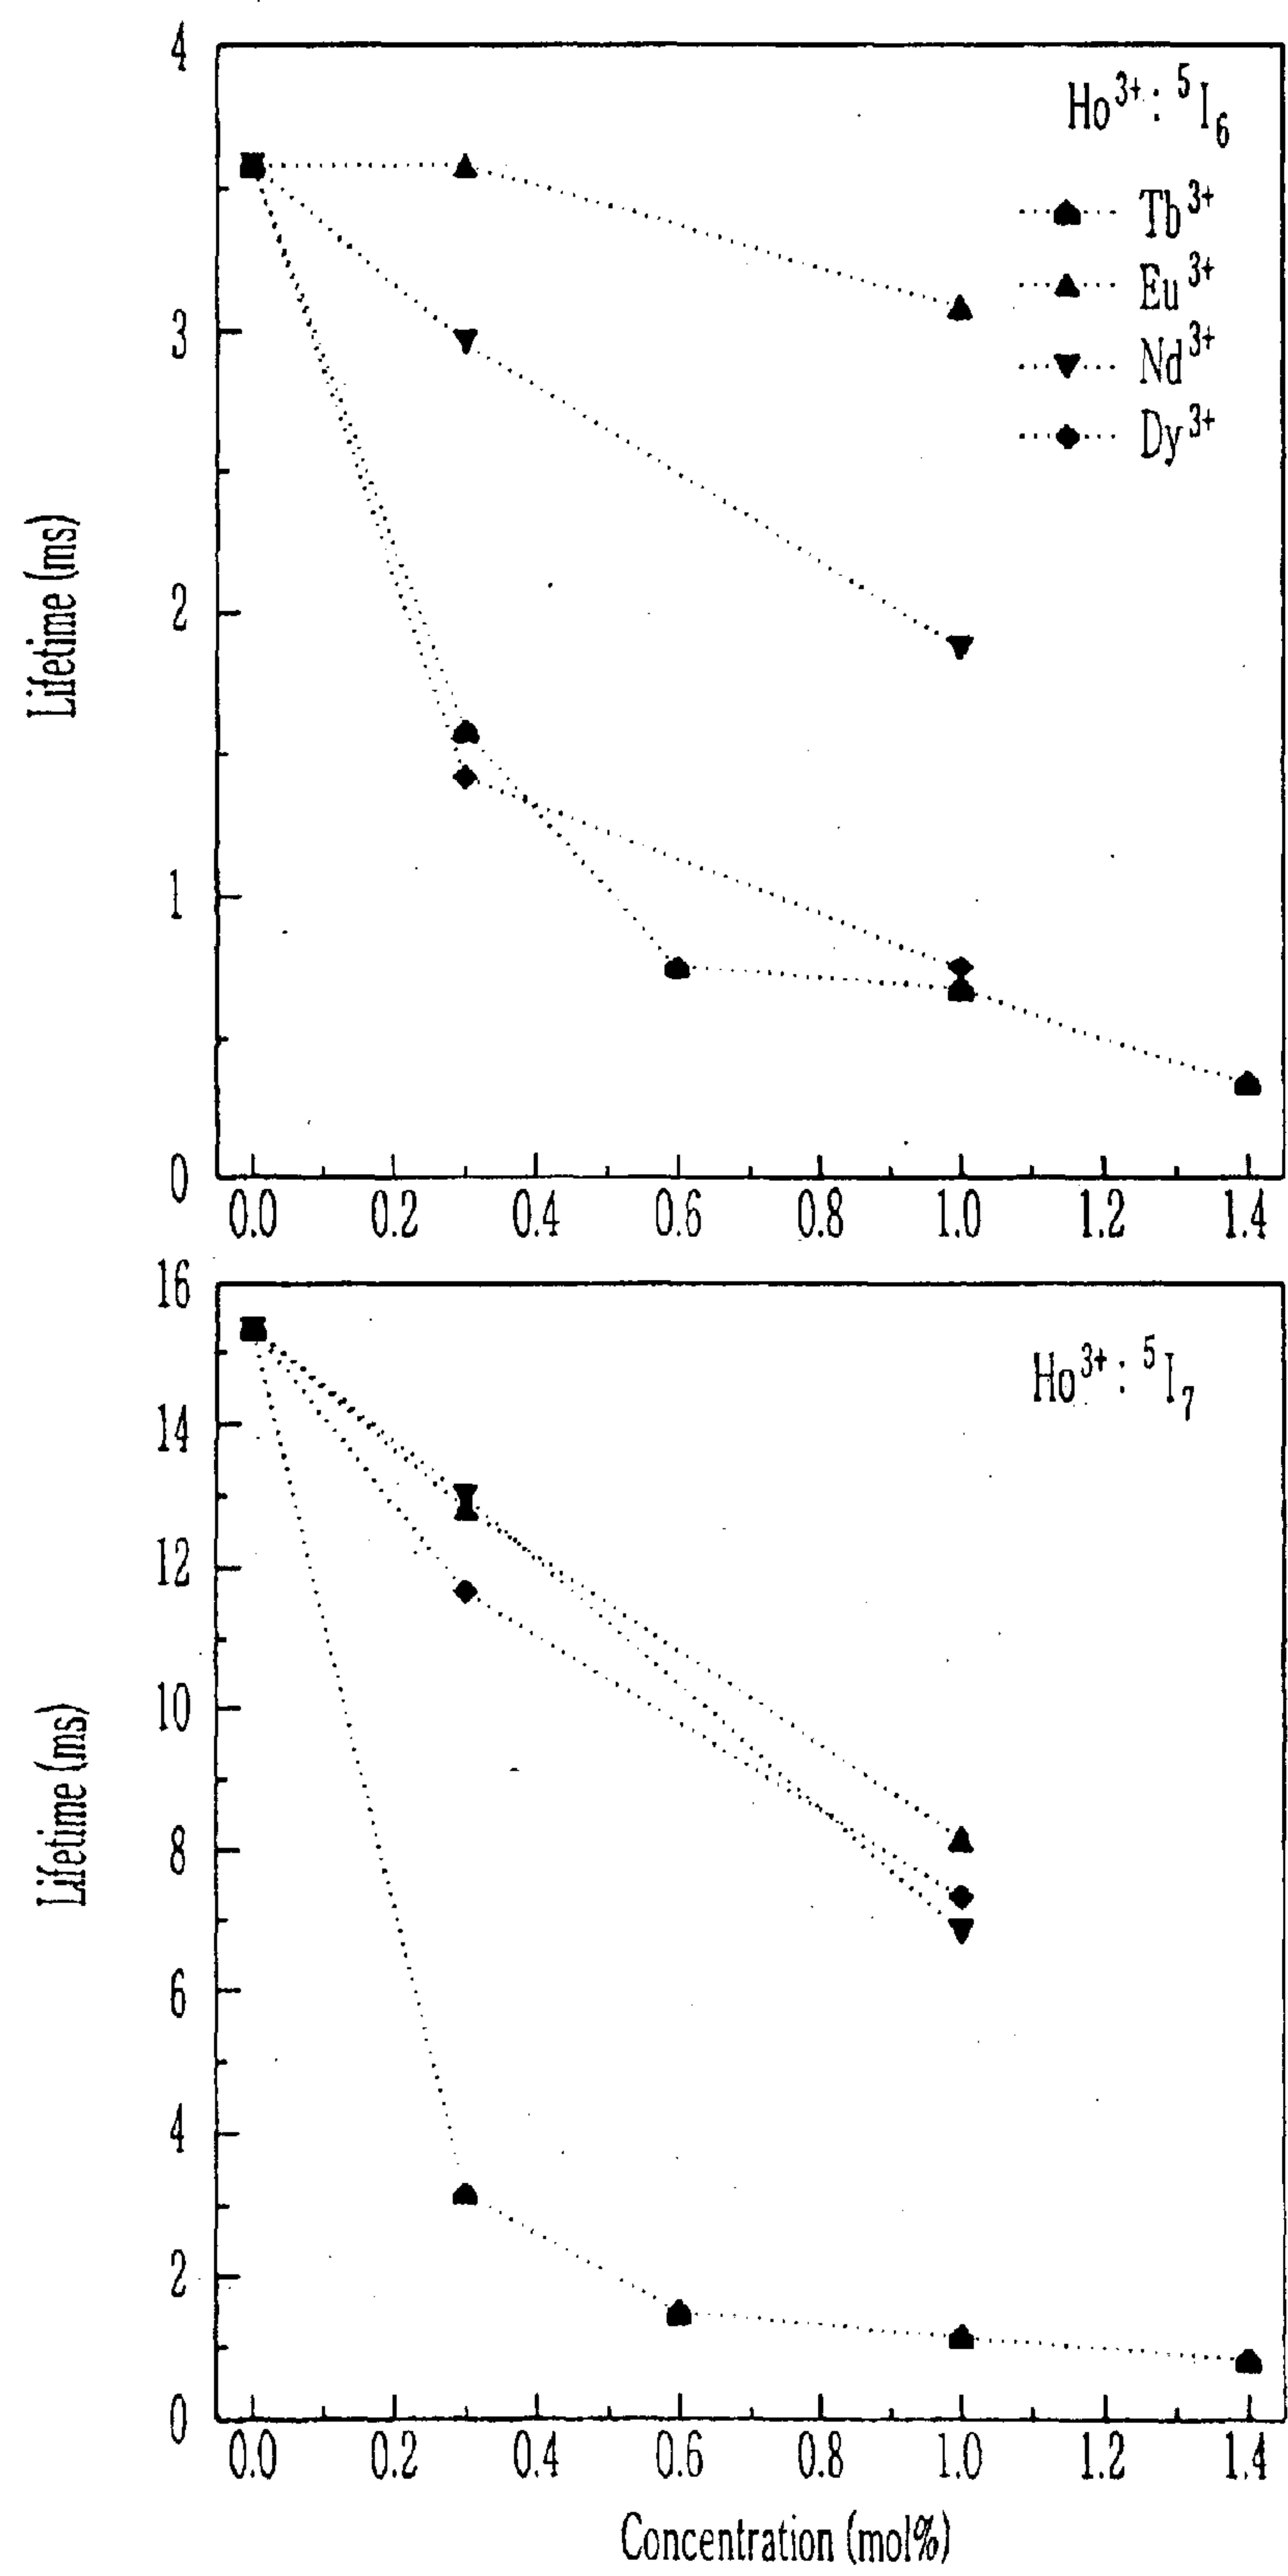 4
Ho³⁺: ⁵I₆
Tb³⁺
Eu³⁺
Nd³⁺
Dy³⁺
3
2
1
0
Lifetime (ms)
0.0 0.2 0.4 0.6 0.8 1.0 1.2 1.4
16
Ho³⁺: ⁵I₇
14
12
10
8
6
4
2
0
Lifetime (ms)
0.0 0.2 0.4 0.6 0.8 1.0 1.2 1.4
Concentration (mol%)